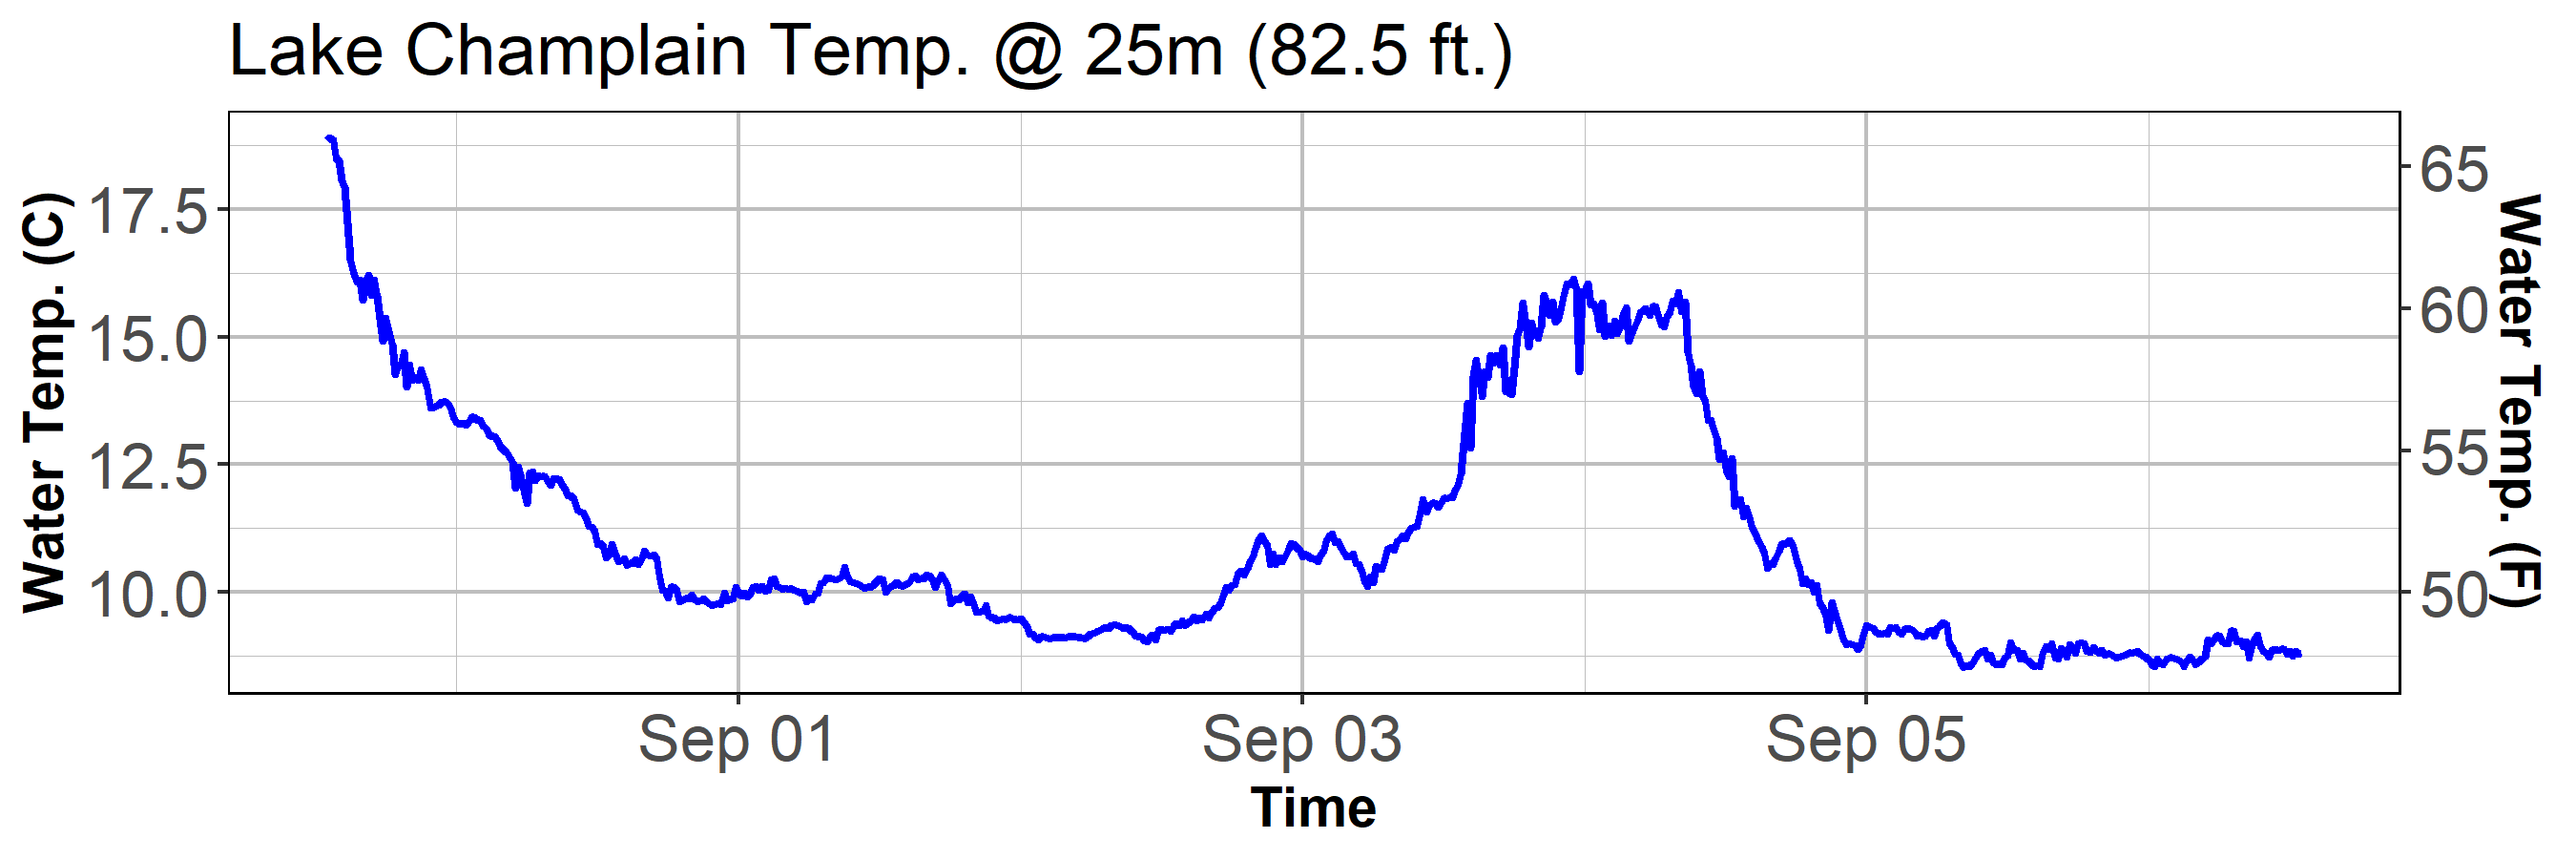 Lake Champlain Temp. @ 25m (82.5 ft.)
Water Temp. (C)
17.5
15.0
12.5
10.0
65
60
55
50
Water Temp. (F)
Sep 01
Sep 03
Sep 05
Time